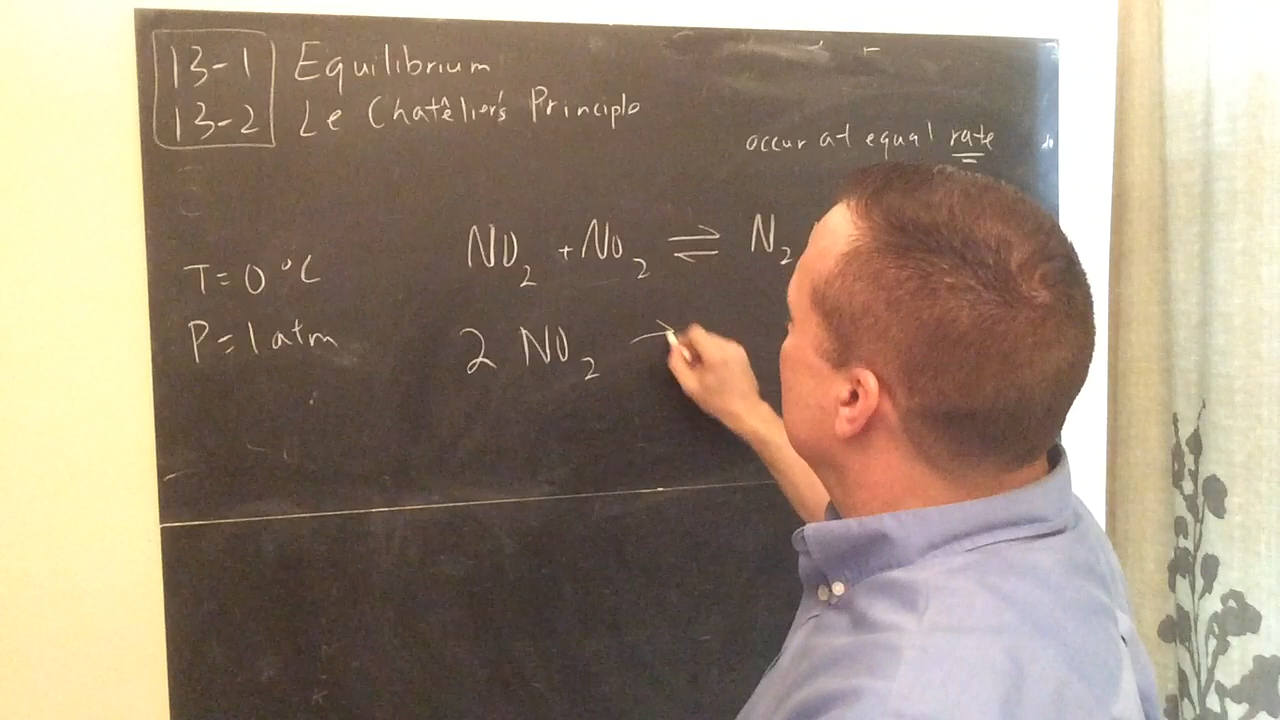 13-1 Equilibrium
13-2 Le Chatêlier's Principle
occur at equal rate
NO2 + NO2 ⇌ N2
T=0 °C
P=1 atm
2 NO2 →